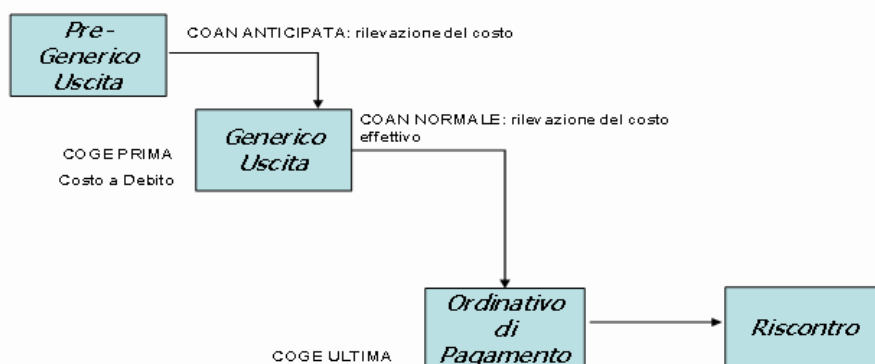 Pre-
Generico
Uscita
COAN ANTICIPATA: rilevazione del costo
Generico
Uscita
COAN NORMALE: rilevazione del costo
effettivo
COGE PRIMA
Costo a Debito
Ordinativo
di
Pagamento
Riscontro
COGE ULTIMA